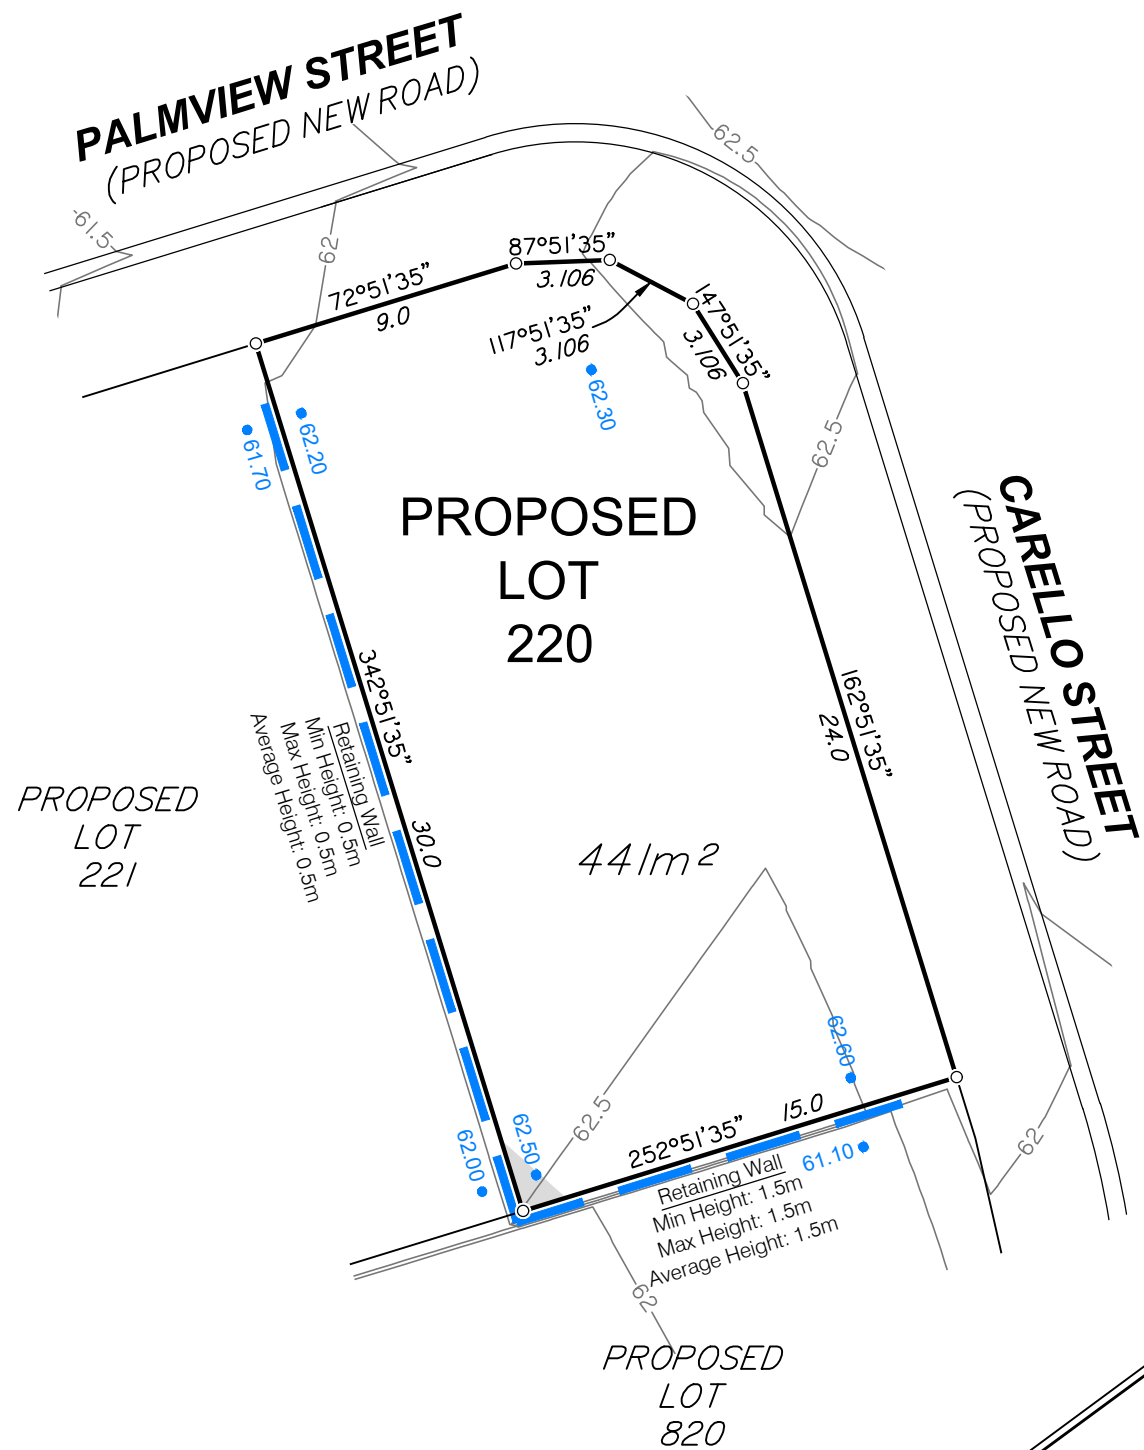 PALMVIEW STREET
(PROPOSED NEW ROAD)
62.5
61.5
62
87°51'35"
3.106
72°51'35"
9.0
117°51'35"
3.106
147°51'35"
3.106
62.30
62.20
61.70
62.5
PROPOSED
LOT
220
CARELLO STREET
(PROPOSED NEW ROAD)
342°51'35"
30.0
162°51'35"
24.0
Retaining Wall
Min Height: 0.5m
Max Height: 0.5m
Average Height: 0.5m
PROPOSED
LOT
221
441m²
62.60
62.5
62.50
62.00
252°51'35"
15.0
61.10
62
Retaining Wall
Min Height: 1.5m
Max Height: 1.5m
Average Height: 1.5m
62
PROPOSED
LOT
820